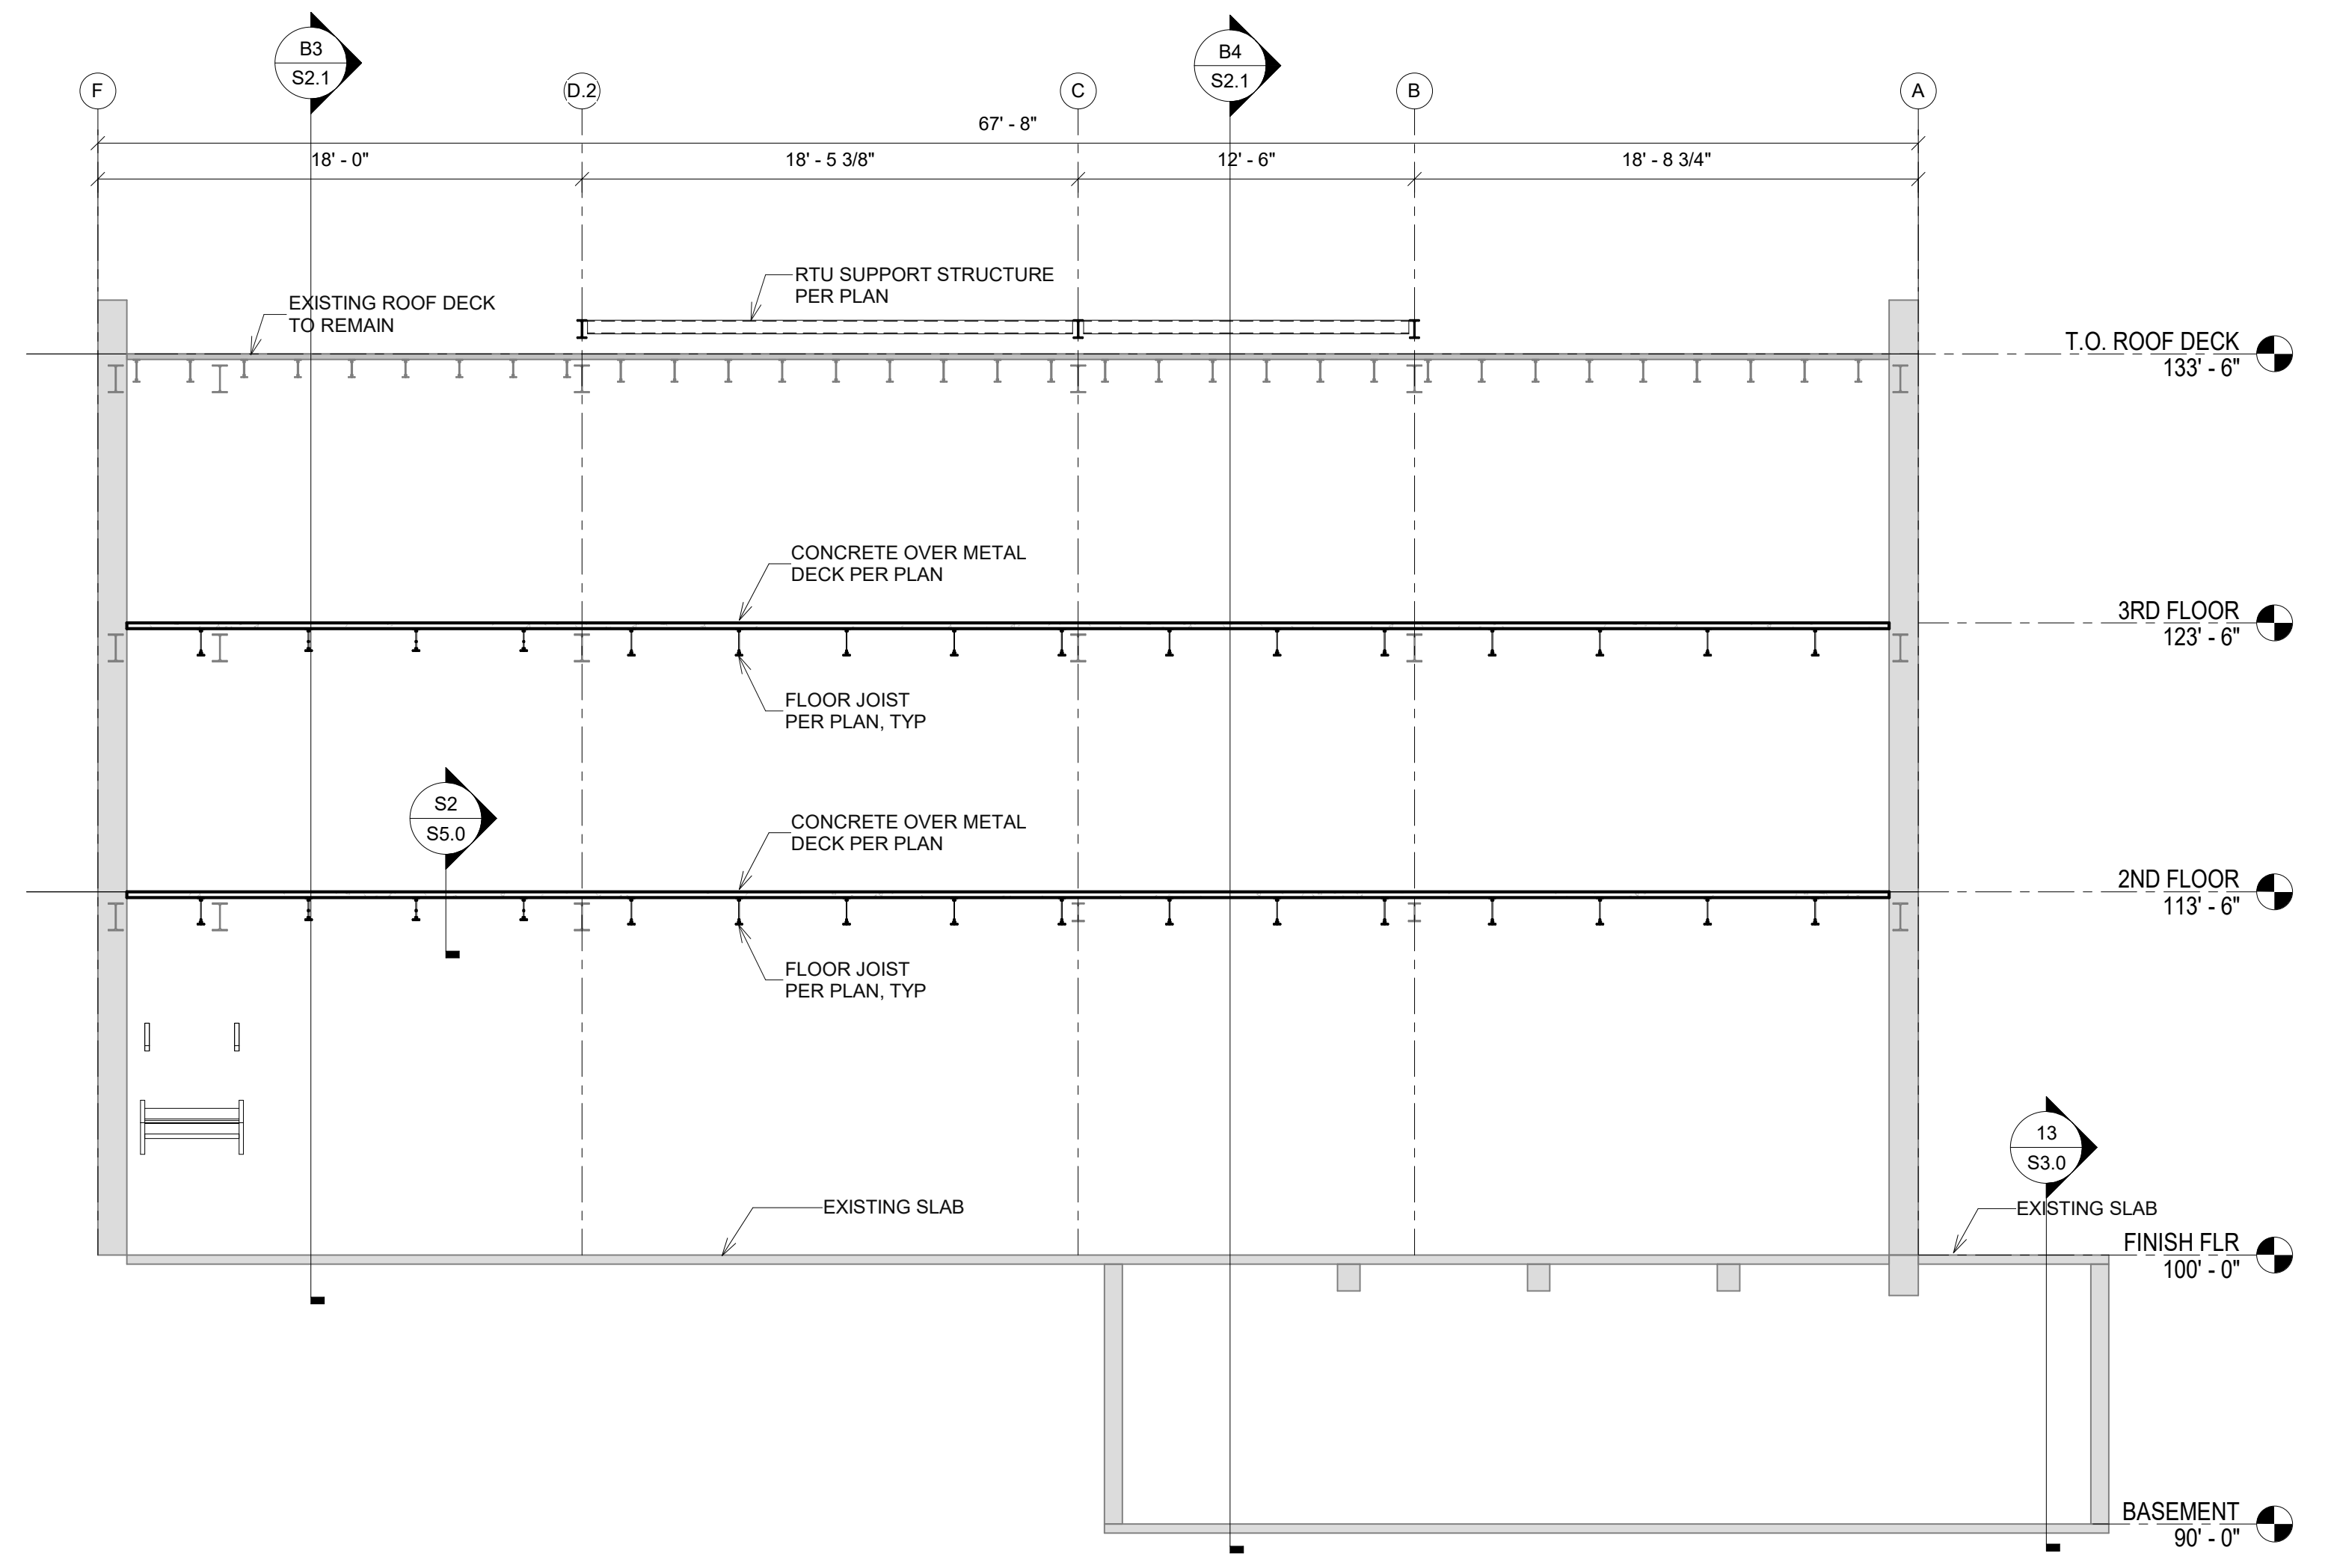 B3
S2.1
B4
S2.1
F
D.2
C
B
A
67' - 8"
18' - 0"
18' - 5 3/8"
12' - 6"
18' - 8 3/4"
RTU SUPPORT STRUCTURE
PER PLAN
EXISTING ROOF DECK
TO REMAIN
T.O. ROOF DECK
133' - 6"
CONCRETE OVER METAL
DECK PER PLAN
3RD FLOOR
123' - 6"
FLOOR JOIST
PER PLAN, TYP
S2
S5.0
CONCRETE OVER METAL
DECK PER PLAN
2ND FLOOR
113' - 6"
FLOOR JOIST
PER PLAN, TYP
13
S3.0
EXISTING SLAB
EXISTING SLAB
FINISH FLR
100' - 0"
BASEMENT
90' - 0"